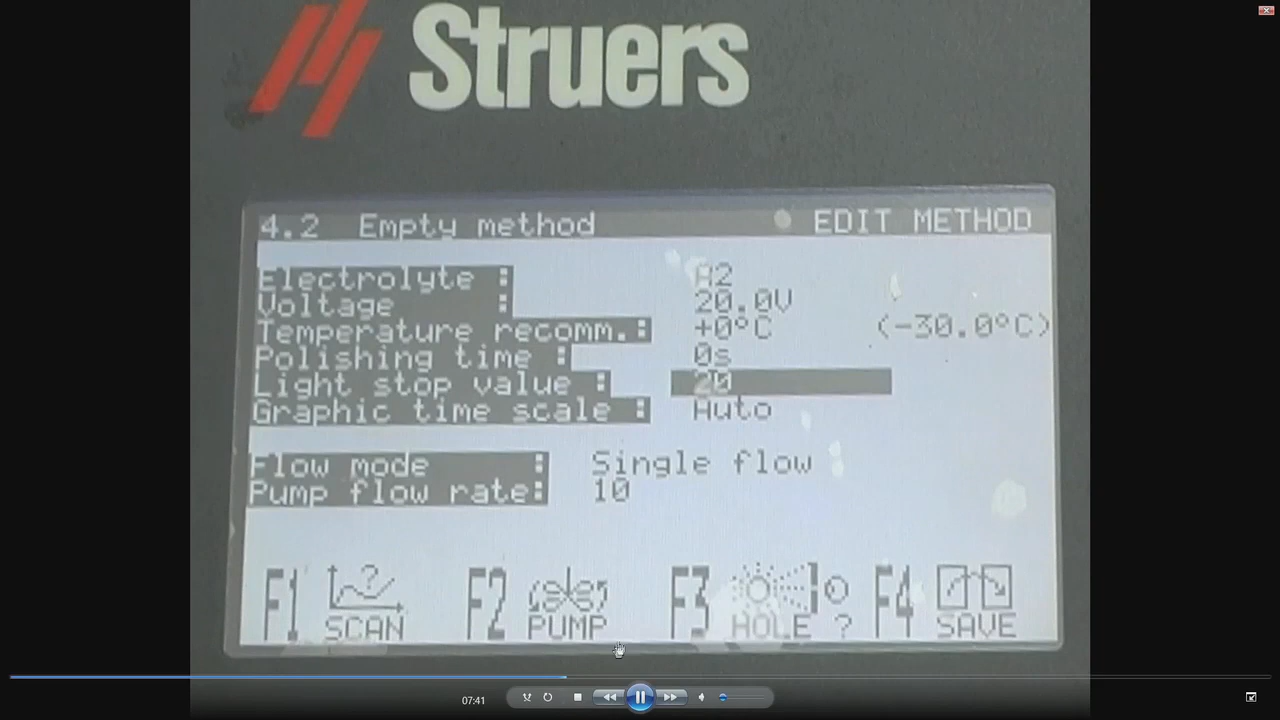 Struers
4.2 Empty method EDIT METHOD
Electrolyte : A2
Voltage : 20.0V
Temperature recomm.: +0°C (-30.0°C)
Polishing time : 0s
Light stop value : 20
Graphic time scale : Auto
Flow mode : Single flow
Pump flow rate: 10
F1 SCAN F2 PUMP F3 HOLE ? F4 SAVE
07:41